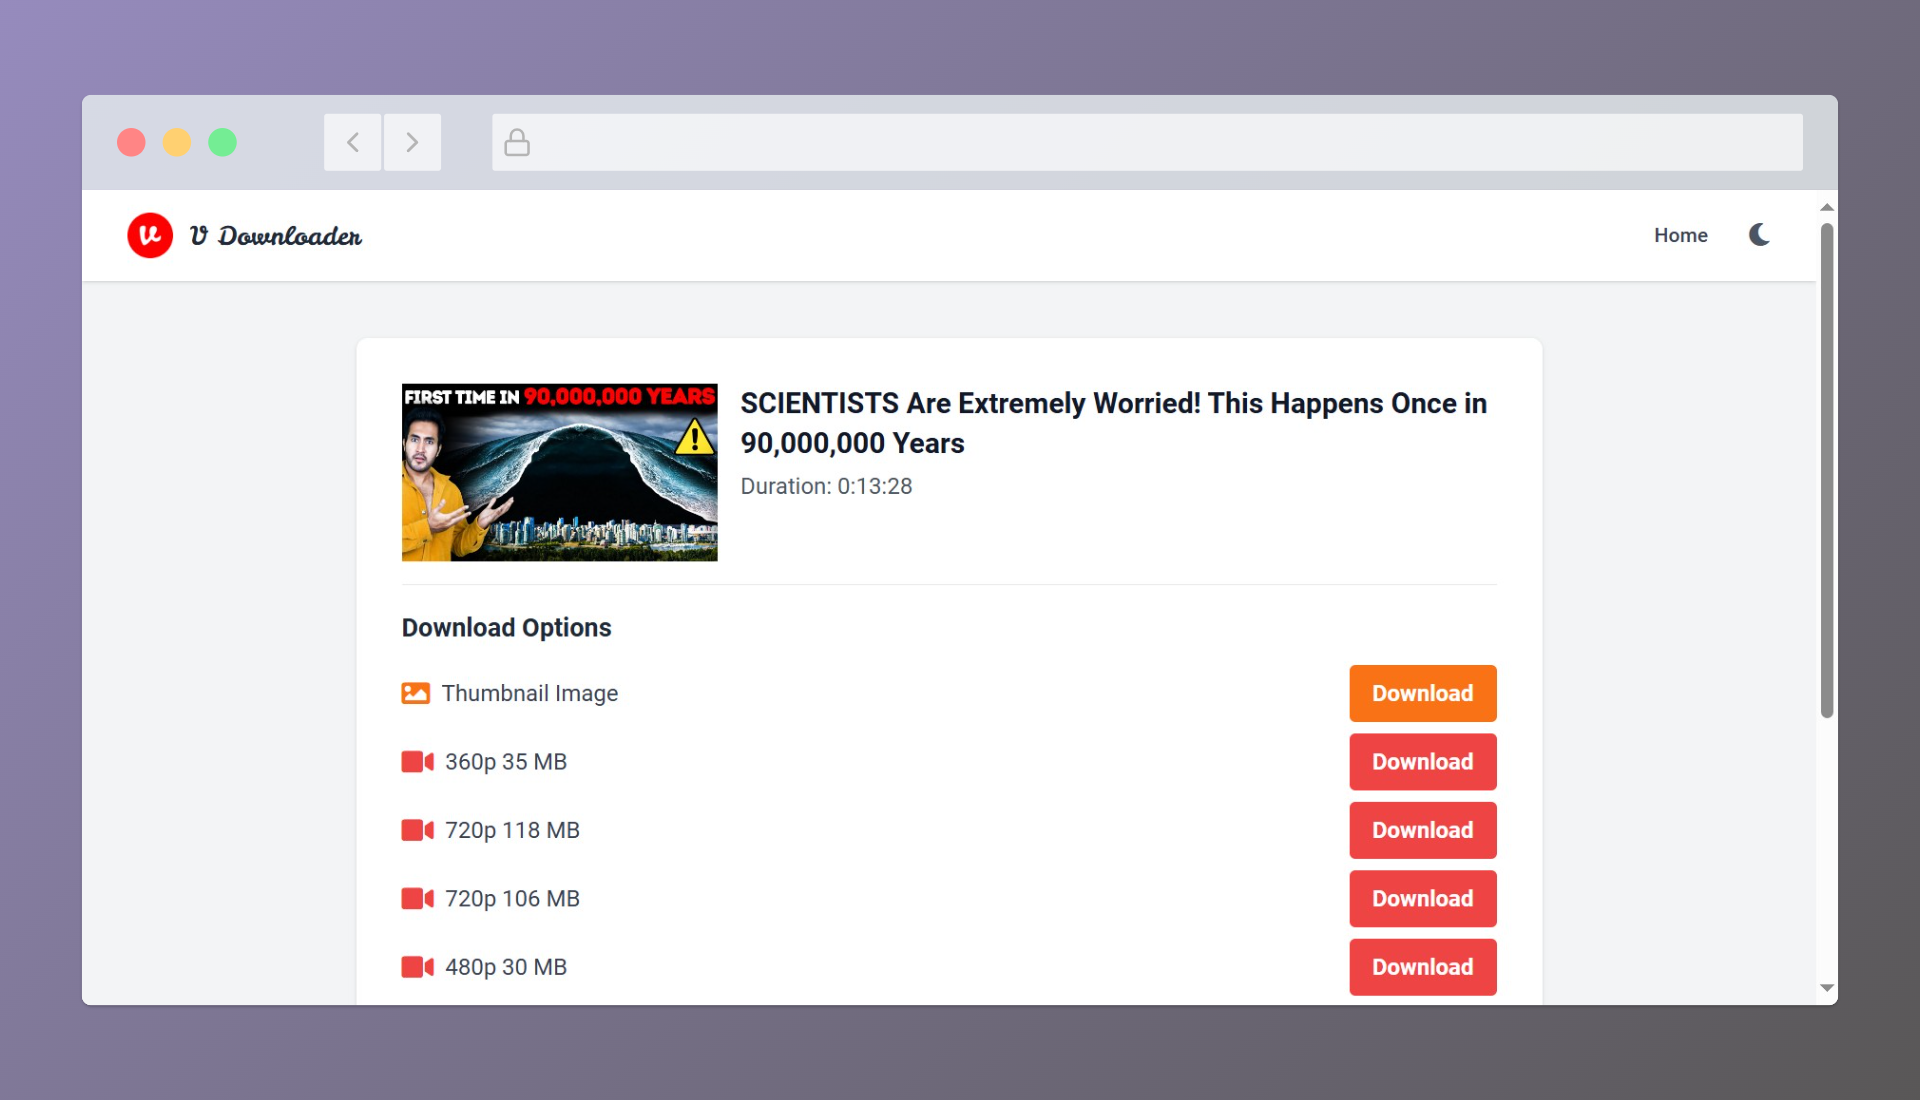 V Downloader
Home
FIRST TIME IN 90,000,000 YEARS
SCIENTISTS Are Extremely Worried! This Happens Once in
90,000,000 Years
Duration: 0:13:28
Download Options
Thumbnail Image
Download
360p 35 MB
Download
720p 118 MB
Download
720p 106 MB
Download
480p 30 MB
Download